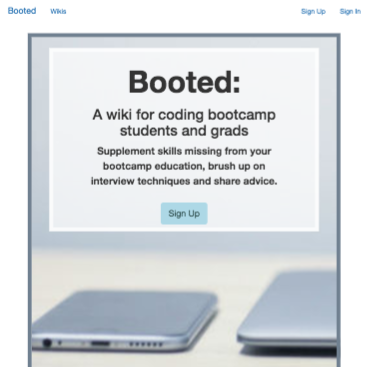 Booted Wikis Sign Up Sign In
Booted:
A wiki for coding bootcamp
students and grads
Supplement skills missing from your
bootcamp education, brush up on
interview techniques and share advice.
Sign Up